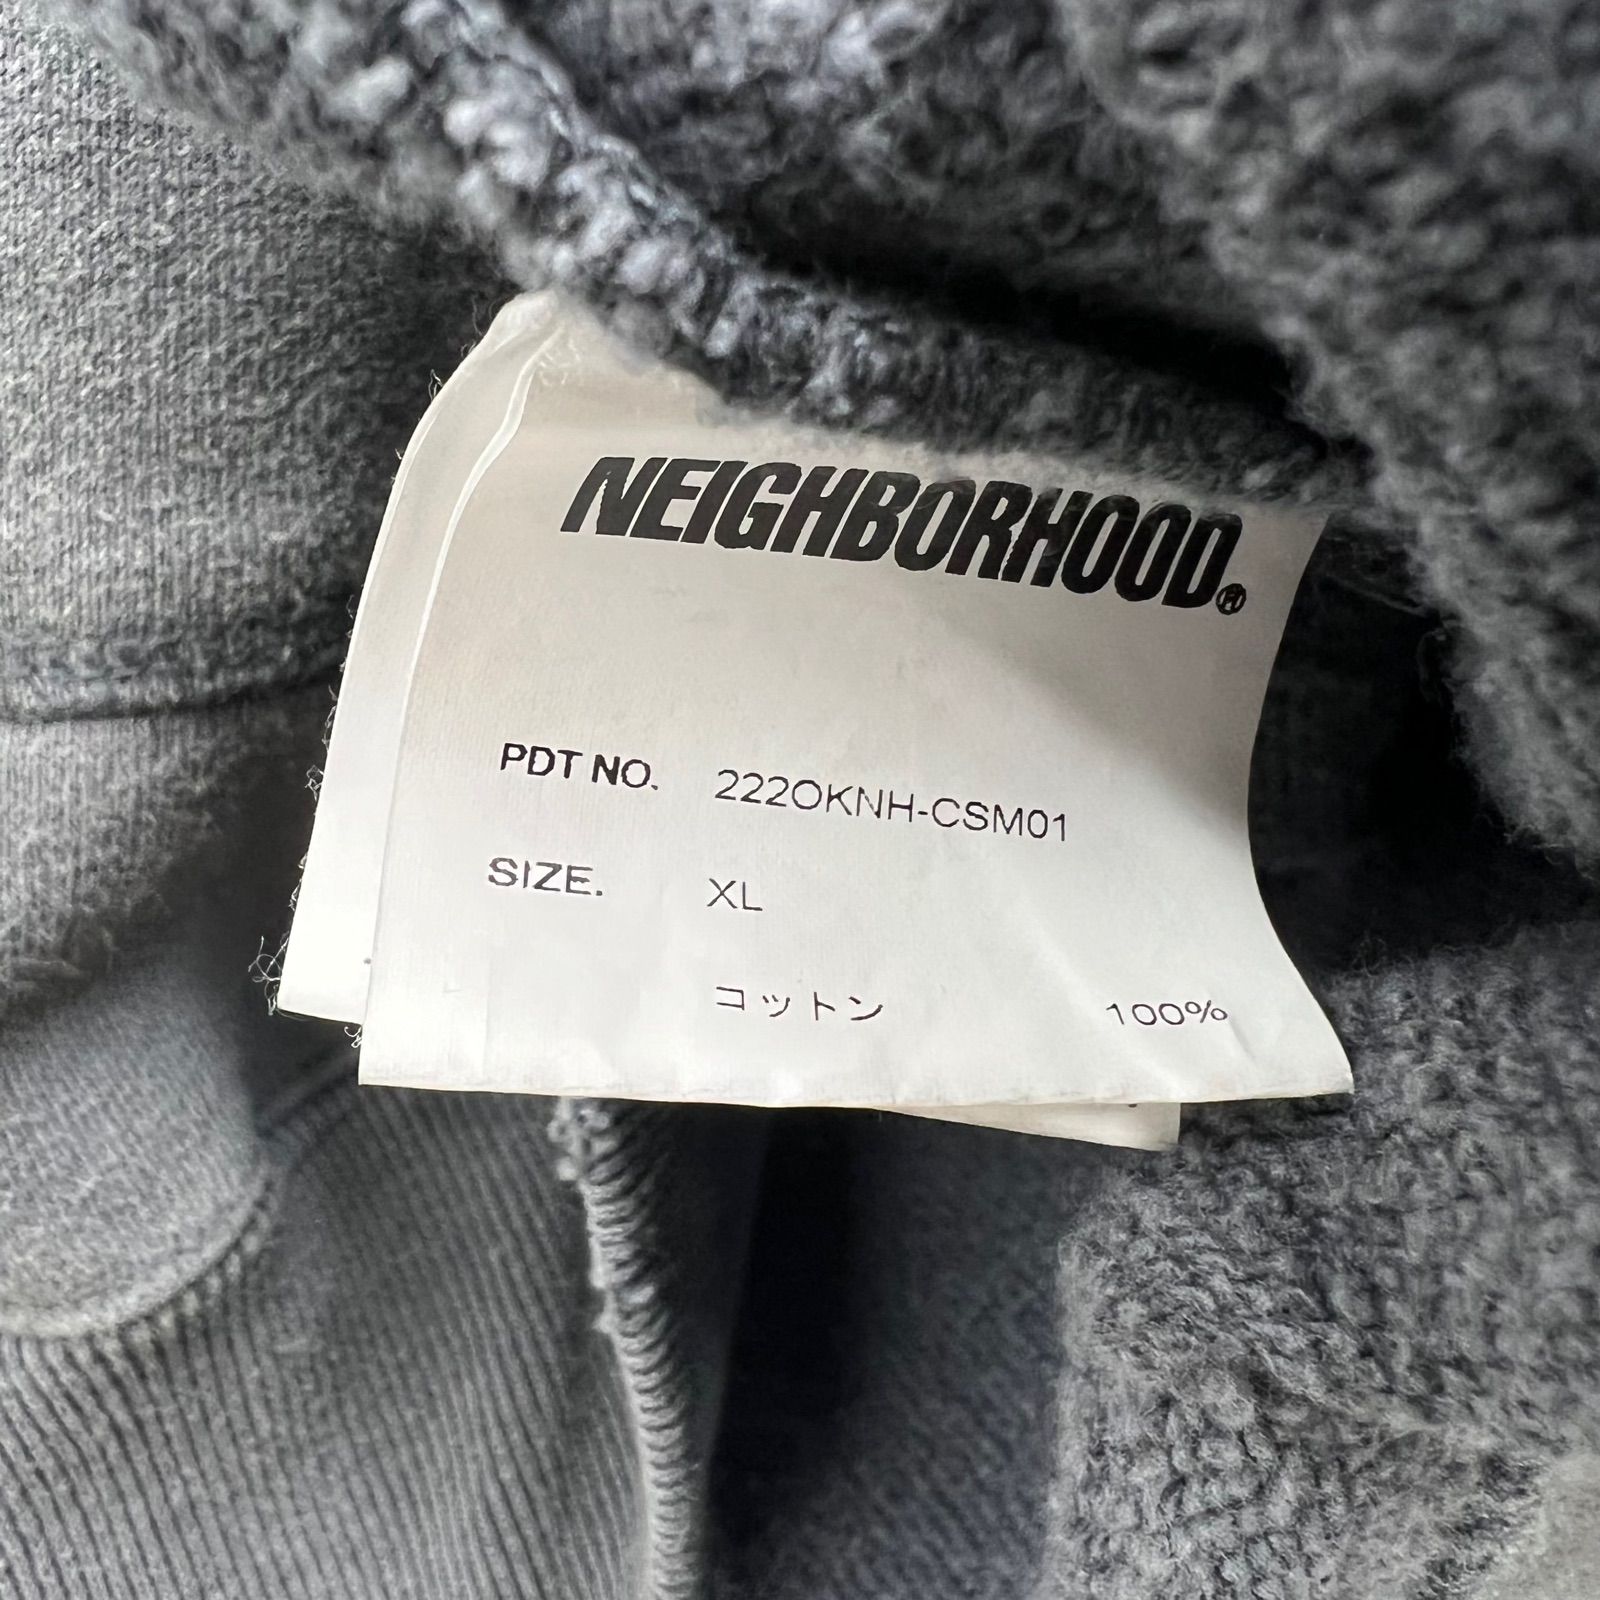 NEIGHBORHOOD®
PDT NO. 222OKNH-CSM01
SIZE. XL
コットン 100%